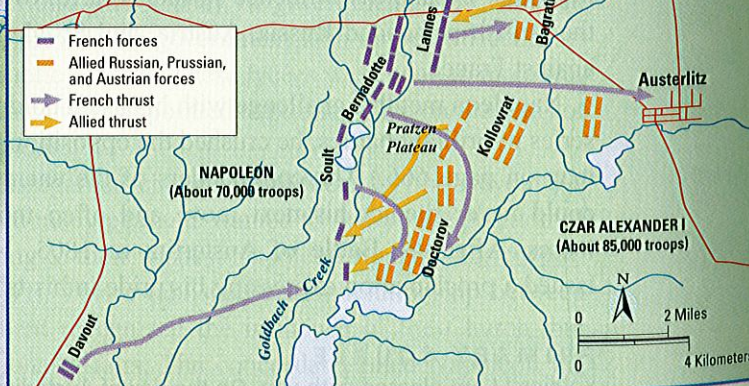 French forces
Allied Russian, Prussian,
and Austrian forces
French thrust
Allied thrust
Lannes
Bagrati
Bernadotte
Austerlitz
Pratzen
Plateau
Kollowrat
Soult
NAPOLEON
(About 70,000 troops)
CZAR ALEXANDER I
(About 85,000 troops)
Doctorov
Goldbach Creek
Davout
N
0 2 Miles
0 4 Kilometers